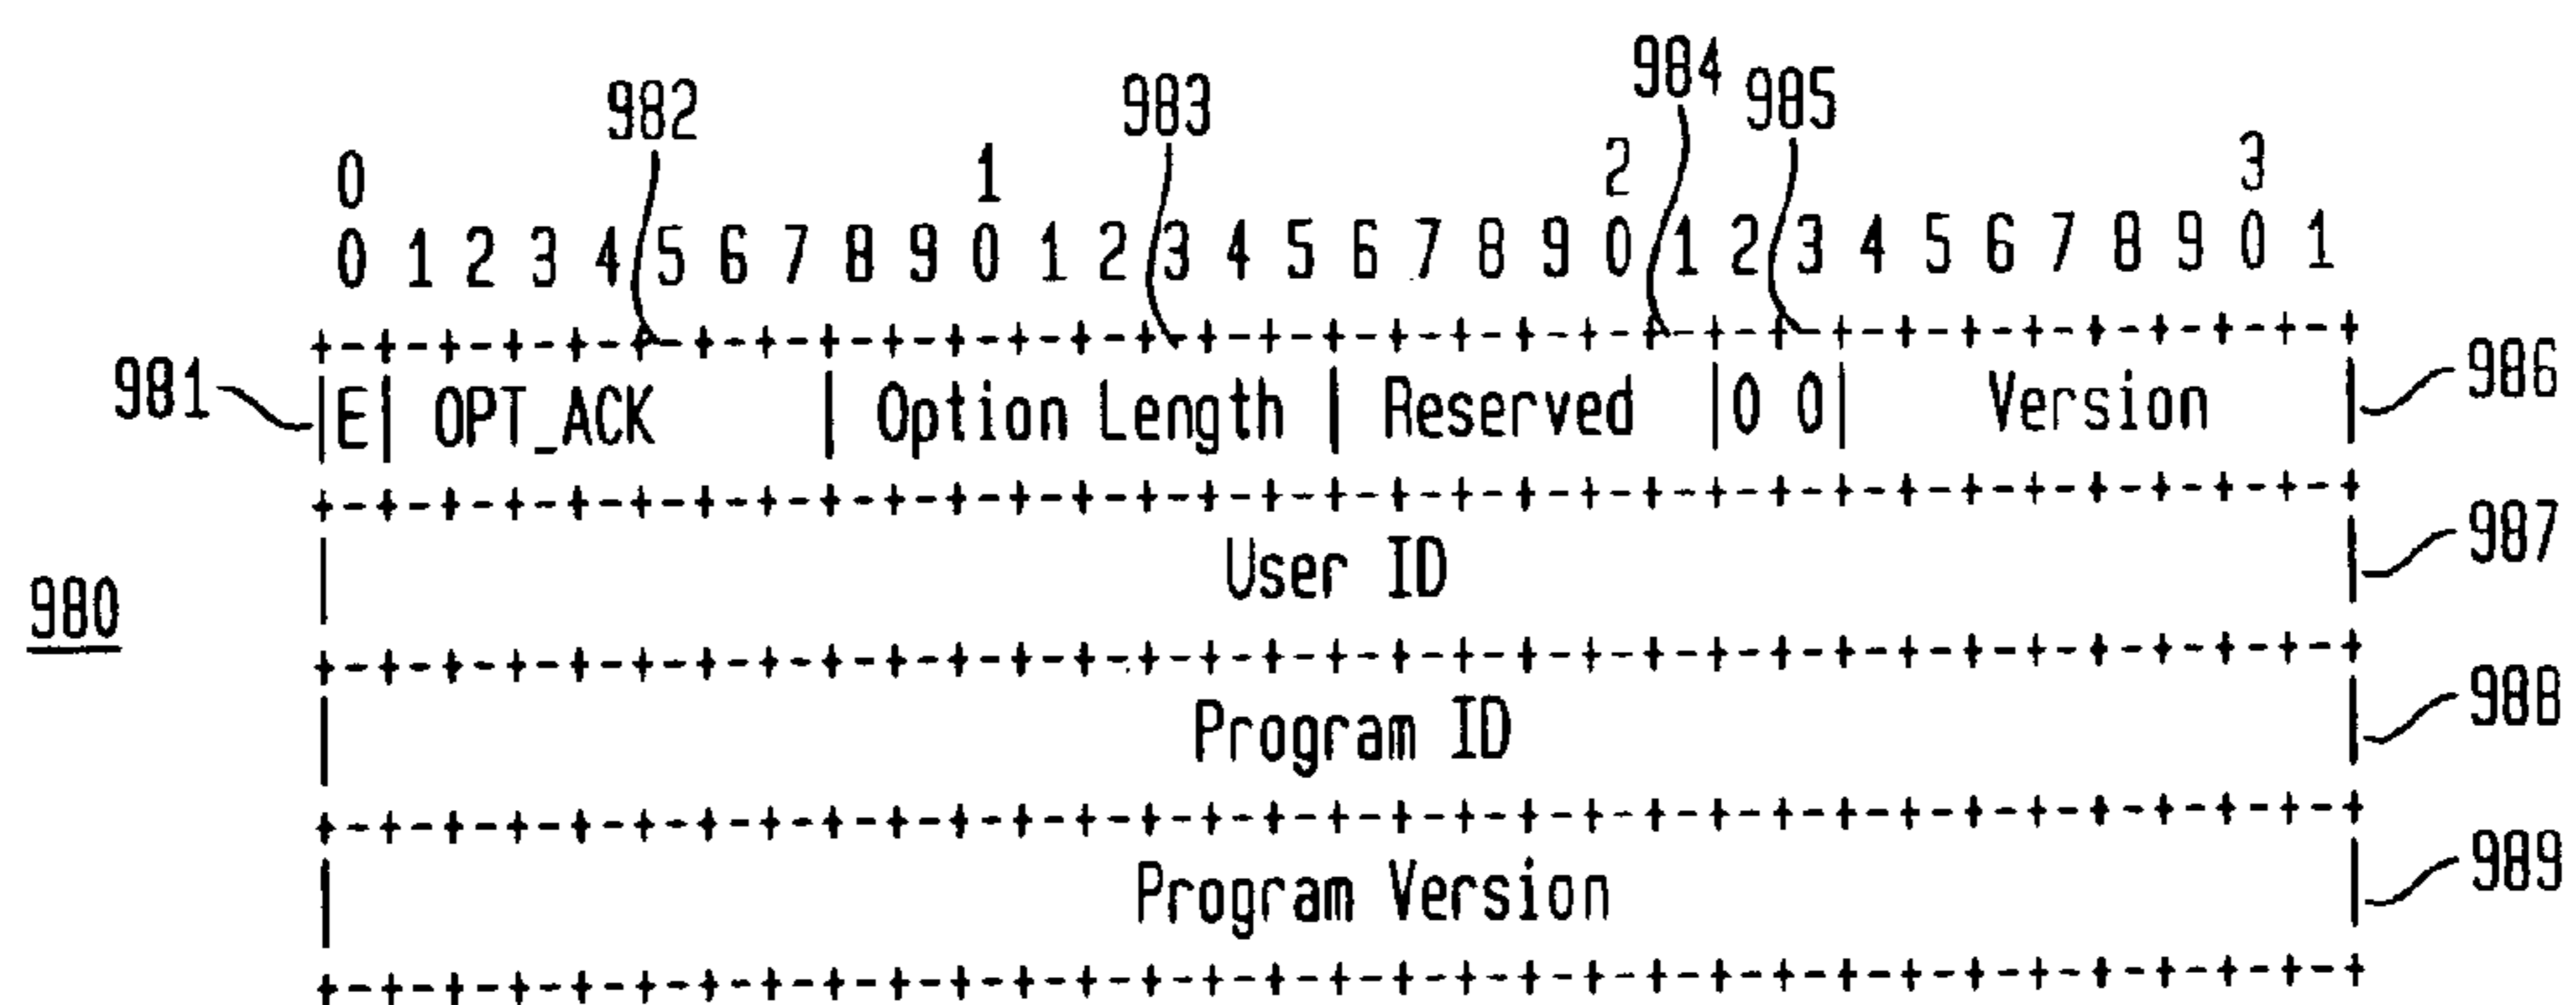 982 983 984 985
0 1 2 3
0 1 2 3 4 5 6 7 8 9 0 1 2 3 4 5 6 7 8 9 0 1 2 3 4 5 6 7 8 9 0 1
+-+-+-+-+-+-+-+-+-+-+-+-+-+-+-+-+-+-+-+-+-+-+-+-+-+-+-+-+-+-+-+-+
981 |E| OPT_ACK | Option Length | Reserved |0 0| Version | 986
+-+-+-+-+-+-+-+-+-+-+-+-+-+-+-+-+-+-+-+-+-+-+-+-+-+-+-+-+-+-+-+-+
| User ID | 987
980
+-+-+-+-+-+-+-+-+-+-+-+-+-+-+-+-+-+-+-+-+-+-+-+-+-+-+-+-+-+-+-+-+
| Program ID | 988
+-+-+-+-+-+-+-+-+-+-+-+-+-+-+-+-+-+-+-+-+-+-+-+-+-+-+-+-+-+-+-+-+
| Program Version | 989
+-+-+-+-+-+-+-+-+-+-+-+-+-+-+-+-+-+-+-+-+-+-+-+-+-+-+-+-+-+-+-+-+